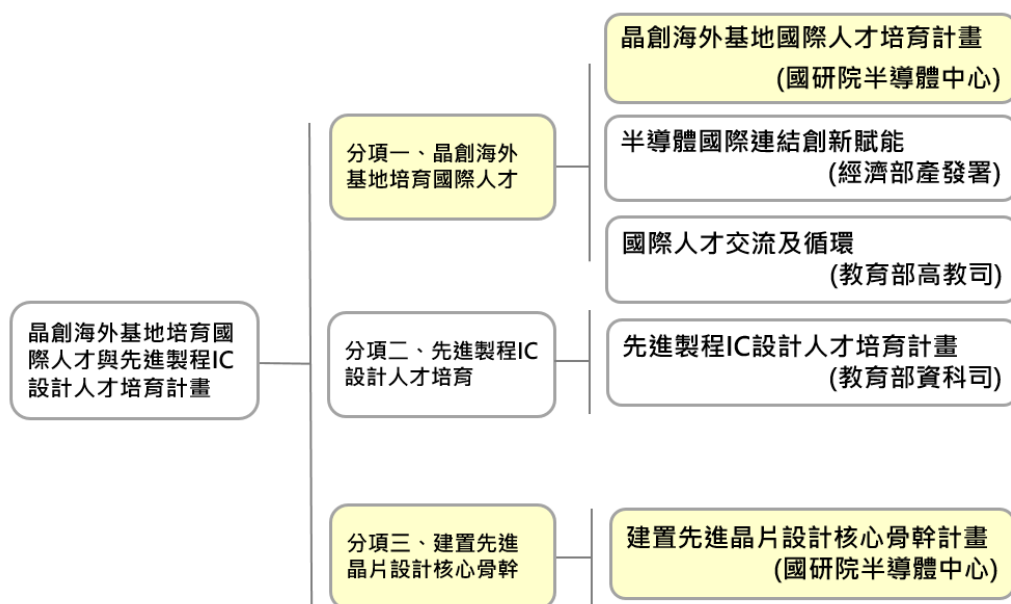 晶創海外基地培育國
際人才與先進製程IC
設計人才培育計畫
分項一、晶創海外
基地培育國際人才
晶創海外基地國際人才培育計畫
(國研院半導體中心)
半導體國際連結創新賦能
(經濟部產發署)
國際人才交流及循環
(教育部高教司)
分項二、先進製程IC
設計人才培育
先進製程IC設計人才培育計畫
(教育部資科司)
分項三、建置先進
晶片設計核心骨幹
建置先進晶片設計核心骨幹計畫
(國研院半導體中心)